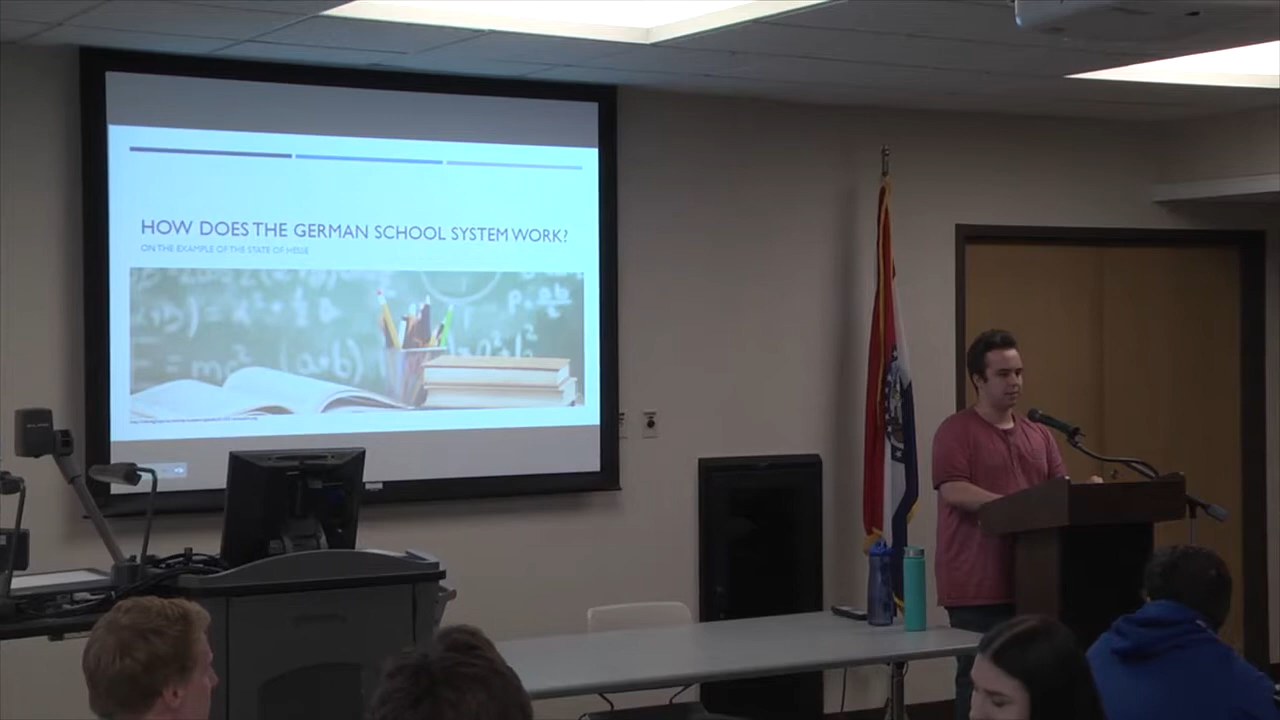 HOW DOES THE GERMAN SCHOOL SYSTEM WORK?
ON THE EXAMPLE OF THE STATE OF HESSE